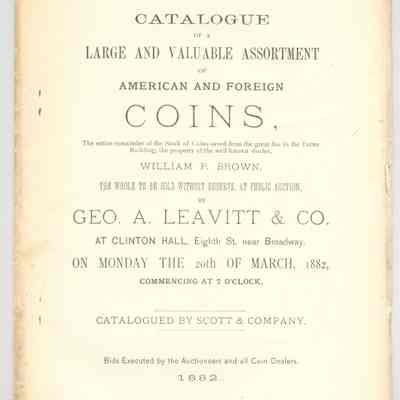 CATALOGUE
OF A
LARGE AND VALUABLE ASSORTMENT
OF
AMERICAN AND FOREIGN
COINS,
The entire remainder of the Stock of Coins saved from the great fire in the Times
Building; the property of the well known dealer,
WILLIAM P. BROWN.
THE WHOLE TO BE SOLD WITHOUT RESERVE, AT PUBLIC AUCTION,
BY
GEO. A. LEAVITT & CO.
AT CLINTON HALL, Eighth St. near Broadway.
ON MONDAY THE 20th OF MARCH, 1882,
COMMENCING AT 7 O'CLOCK.
CATALOGUED BY SCOTT & COMPANY.
Bids Executed by the Auctioneers and all Coin Dealers.
1882.